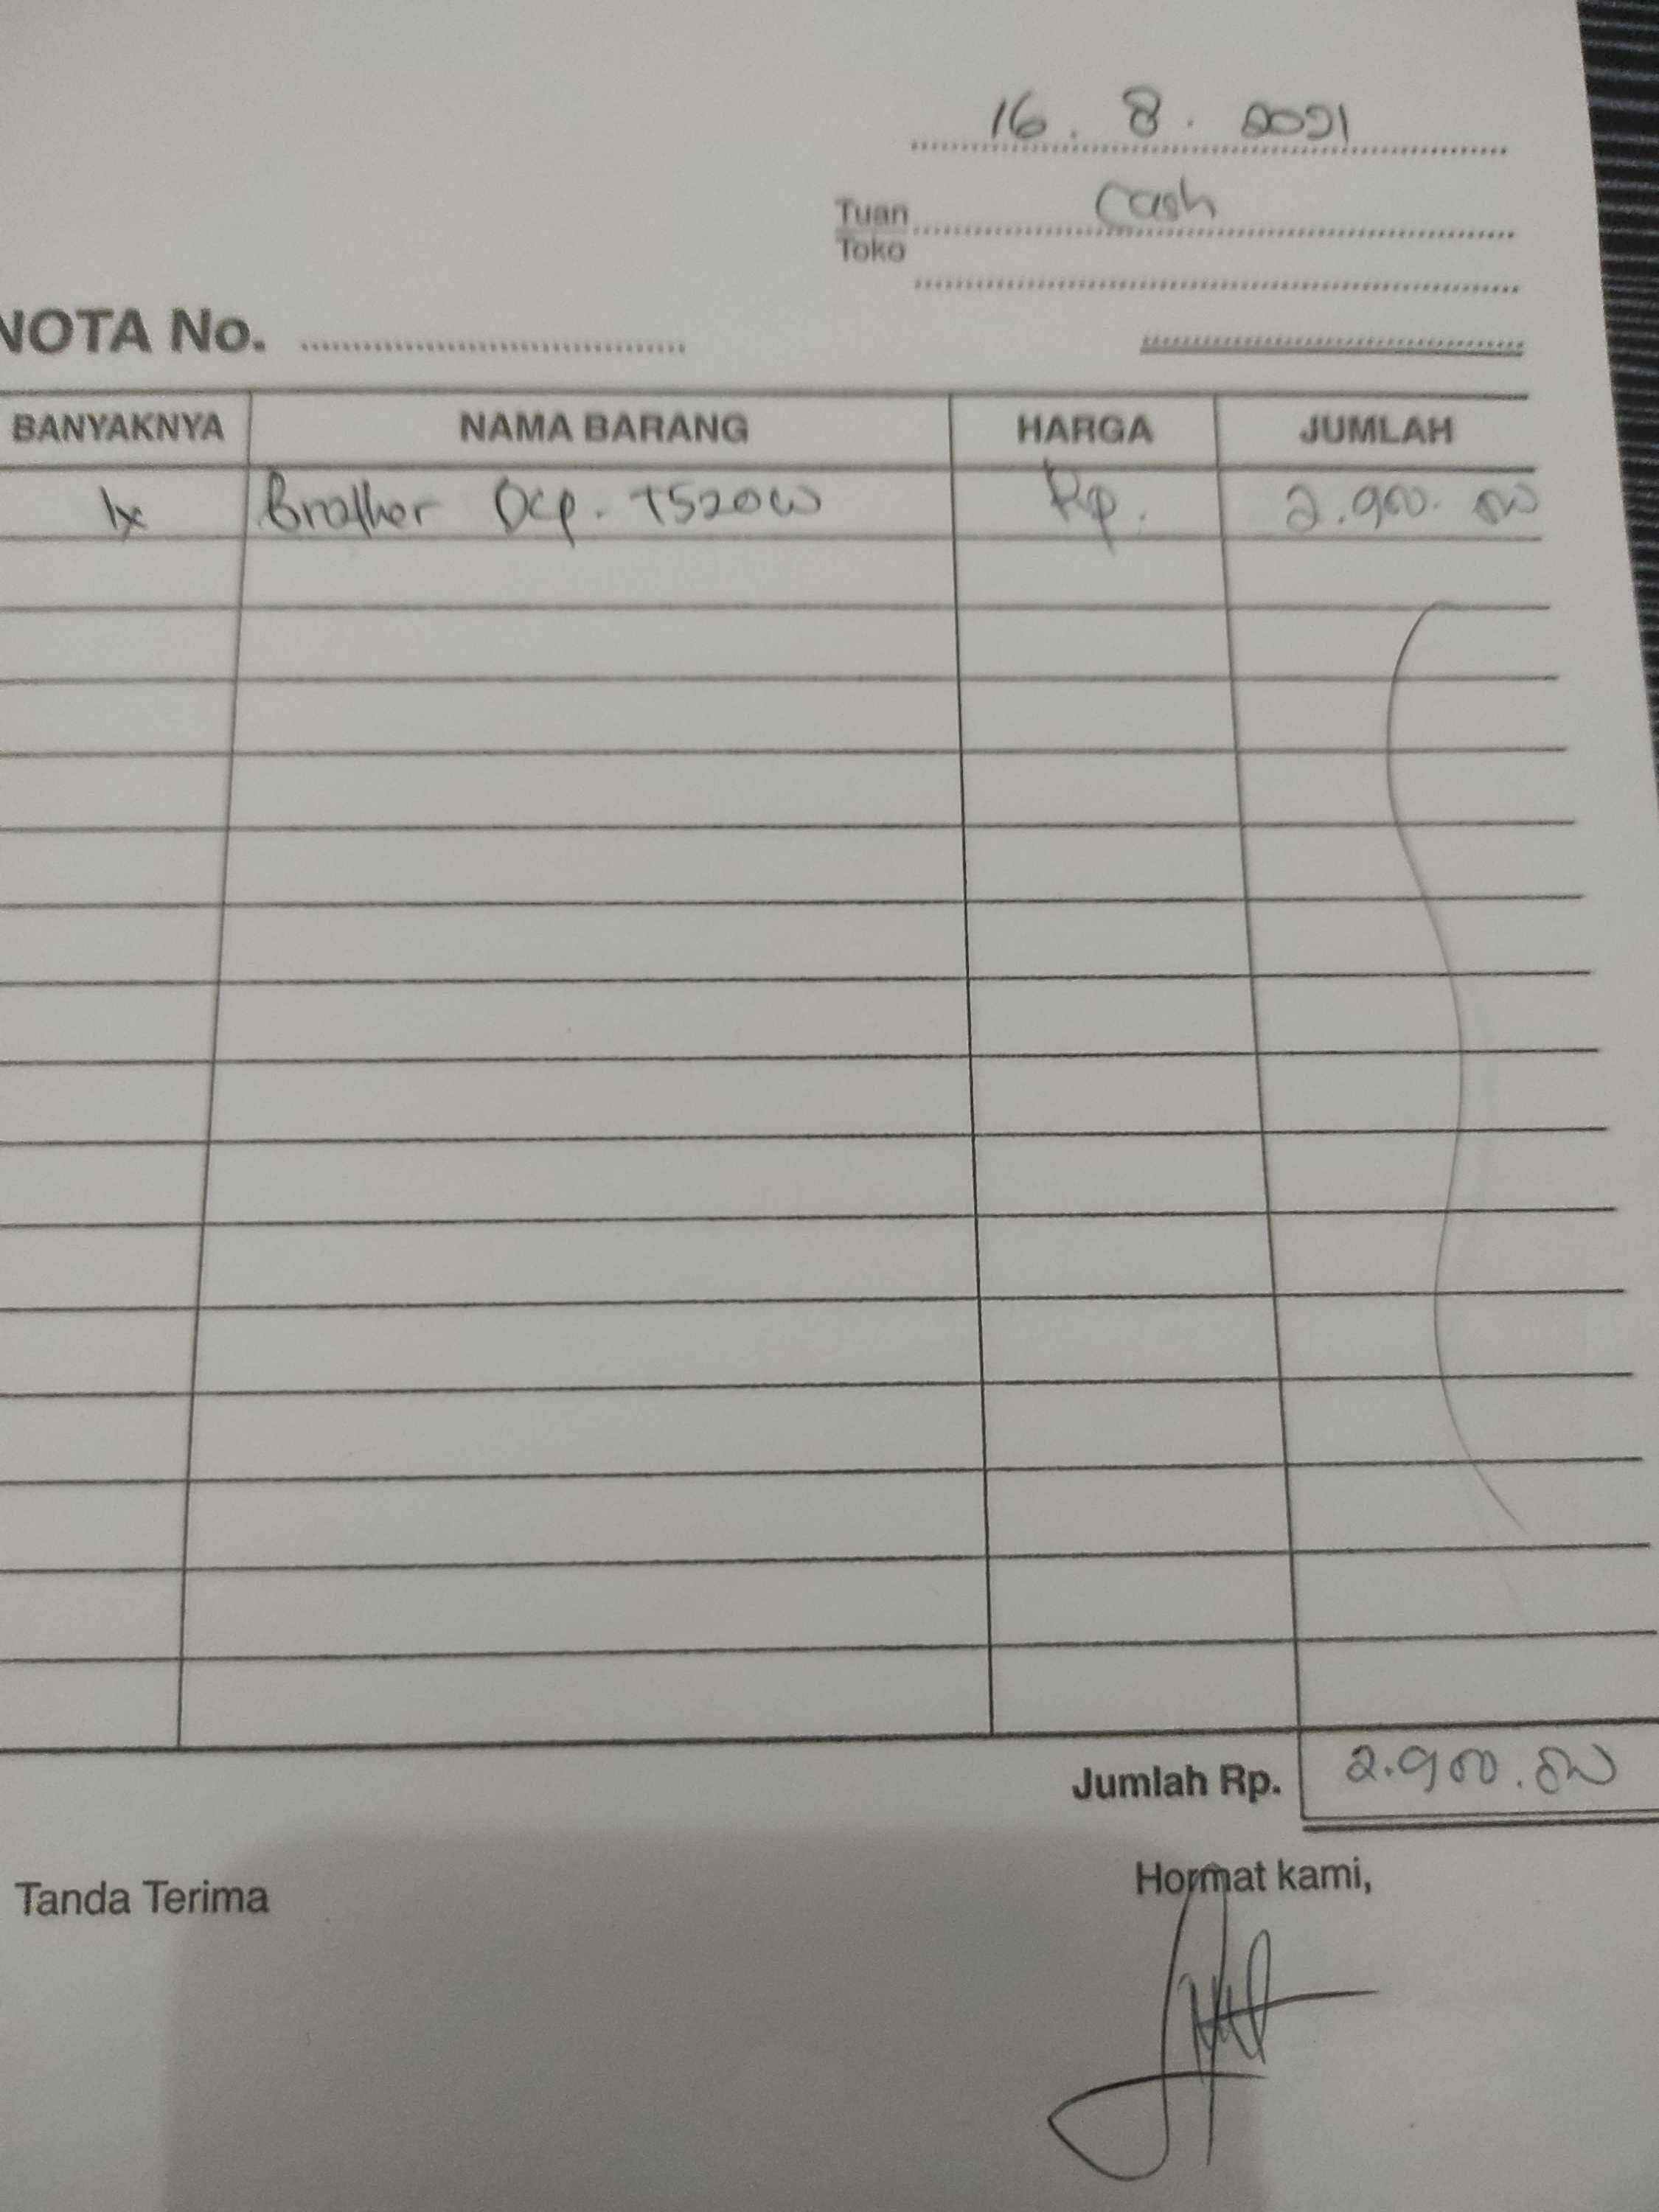 16 . 8 . 2021
Tuan Cash
Toko
NOTA No.
BANYAKNYA NAMA BARANG HARGA JUMLAH
1x Brother Dcp. T520W Rp. 2.900.000
Jumlah Rp. 2.900.000
Tanda Terima Hormat kami,